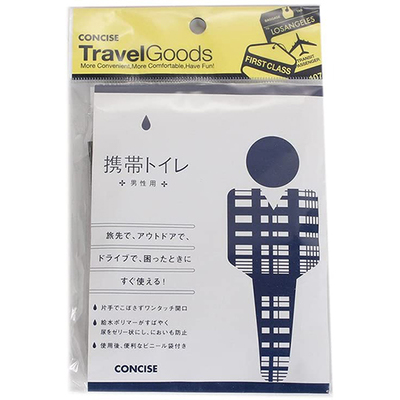 CONCISE
TravelGoods
More Convenient, More Comfortable, Have Fun!
LOSANGELES
FIRST CLASS
TRANSIT
PASSENGER
携帯トイレ
男性用
旅先で、アウトドアで、
ドライブで、困ったときに
すぐ使える!
片手でこぼさずワンタッチ開口
給水ポリマーがすばやく
尿をゼリー状にし、においも防止
使用後、便利なビニール袋付き
CONCISE